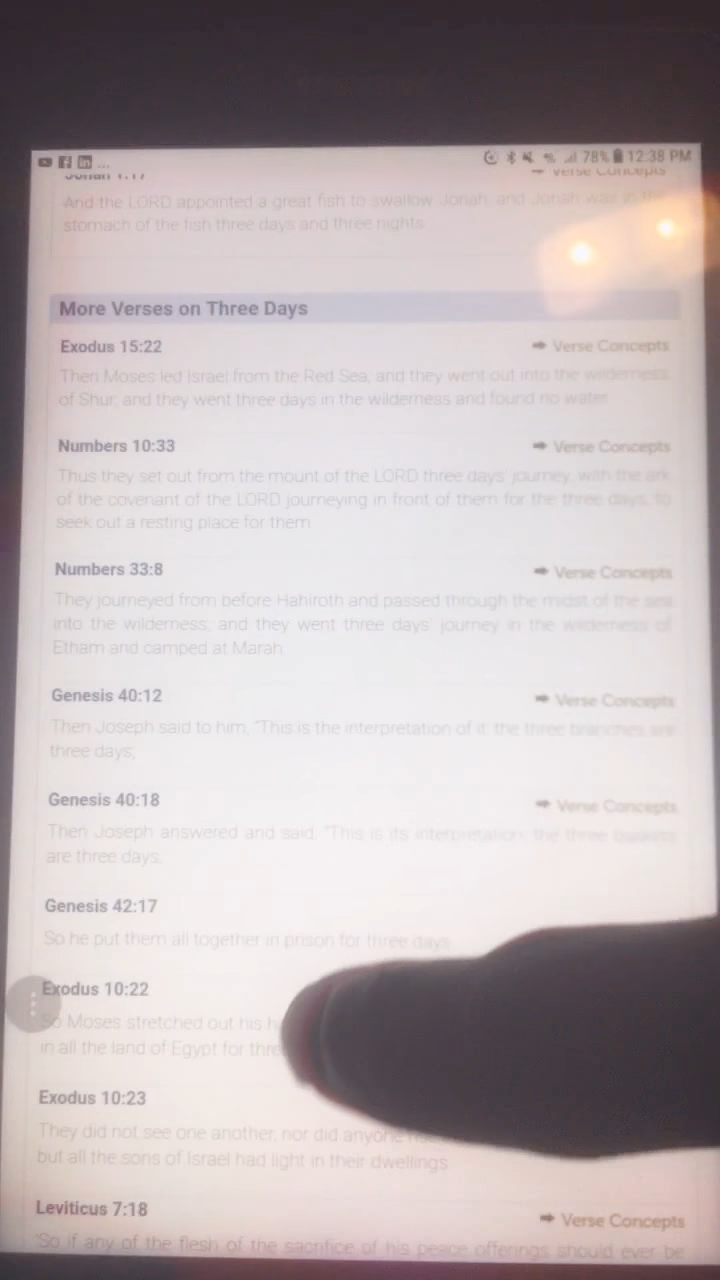 78% 12:38 PM
Jonah 1:17 Verse Concepts
And the LORD appointed a great fish to swallow Jonah, and Jonah was in the
stomach of the fish three days and three nights.
More Verses on Three Days
Exodus 15:22 Verse Concepts
Then Moses led Israel from the Red Sea, and they went out into the wilderness
of Shur; and they went three days in the wilderness and found no water.
Numbers 10:33 Verse Concepts
Thus they set out from the mount of the LORD three days' journey, with the ark
of the covenant of the LORD journeying in front of them for the three days, to
seek out a resting place for them.
Numbers 33:8 Verse Concepts
They journeyed from before Hahiroth and passed through the midst of the sea
into the wilderness; and they went three days' journey in the wilderness of
Etham and camped at Marah.
Genesis 40:12 Verse Concepts
Then Joseph said to him, "This is the interpretation of it: the three branches are
three days;
Genesis 40:18 Verse Concepts
Then Joseph answered and said, "This is its interpretation: the three baskets
are three days;
Genesis 42:17
So he put them all together in prison for three days.
Exodus 10:22
So Moses stretched out his
in all the land of Egypt for
Exodus 10:23
They did not see one another, nor did anyone
but all the sons of Israel had light in their dwellings.
Leviticus 7:18 Verse Concepts
'So if any of the flesh of the sacrifice of his peace offerings should ever be